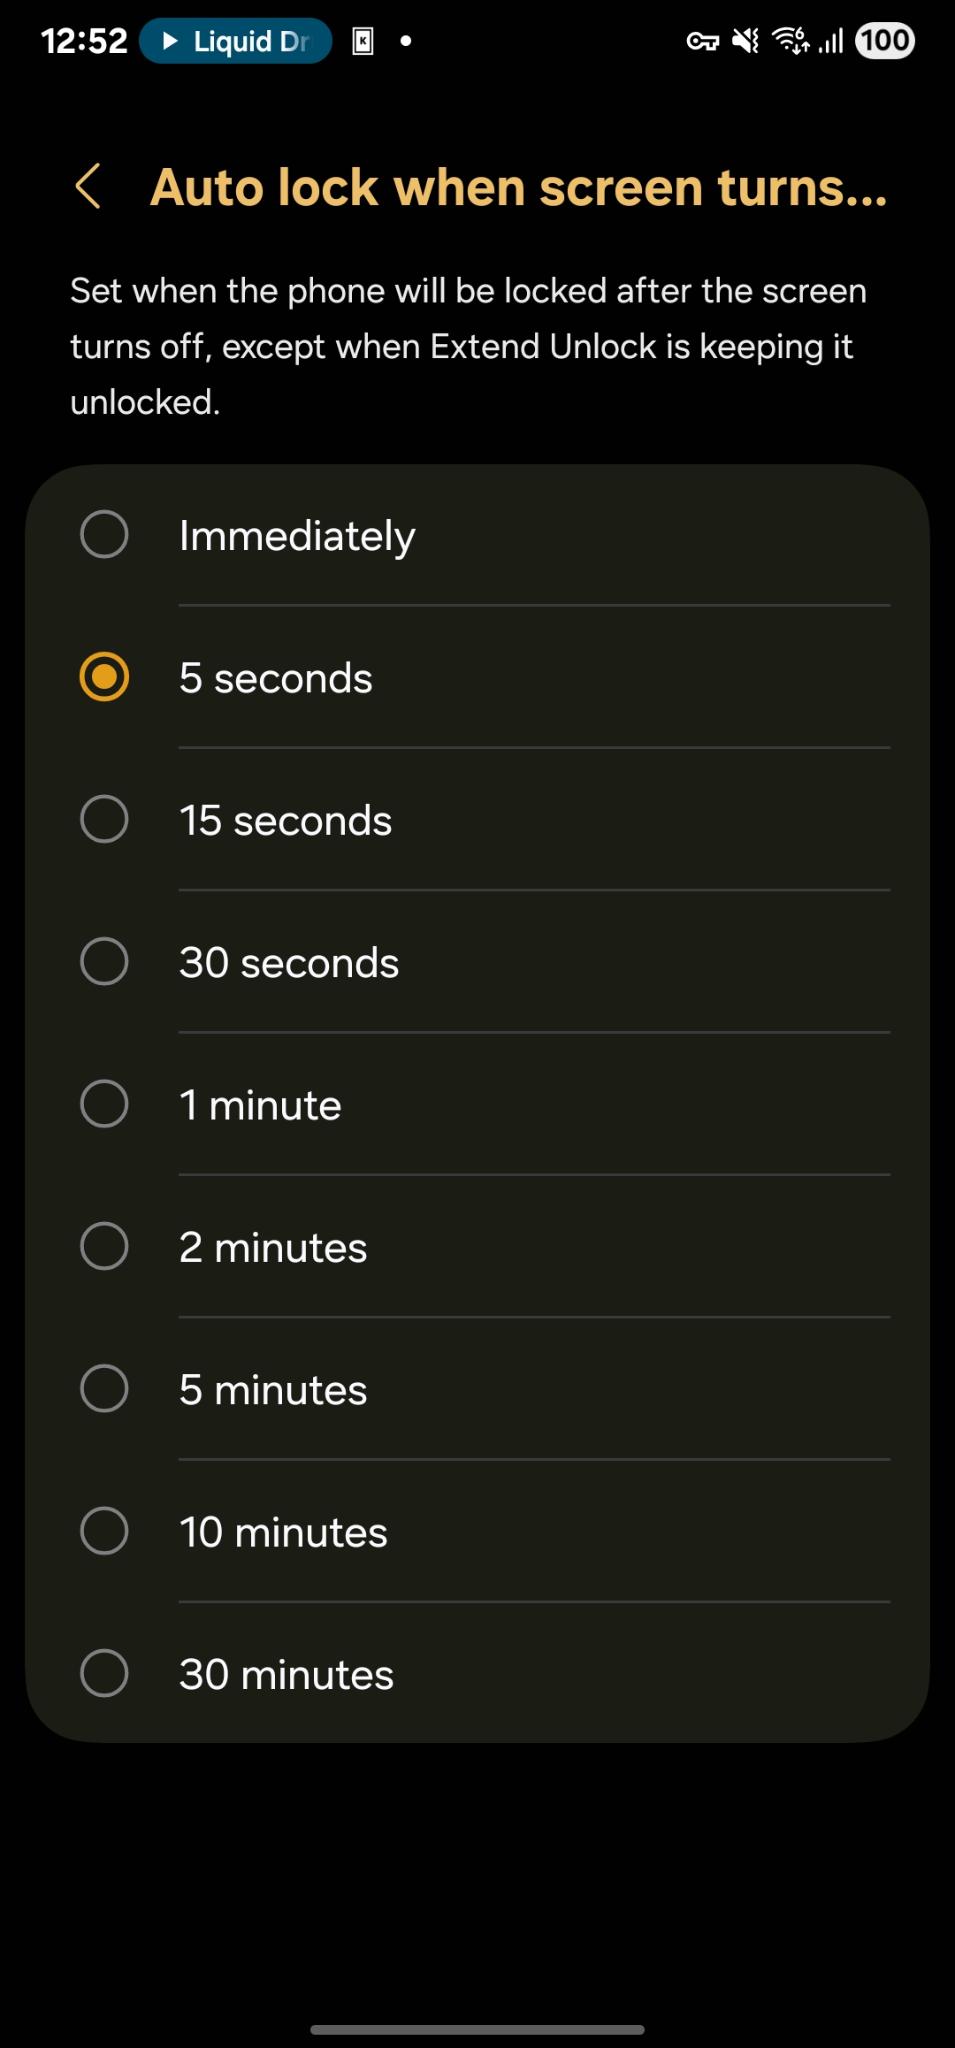 12:52
Liquid Dr
K
6
100
Auto lock when screen turns...
Set when the phone will be locked after the screen
turns off, except when Extend Unlock is keeping it
unlocked.
Immediately
5 seconds
15 seconds
30 seconds
1 minute
2 minutes
5 minutes
10 minutes
30 minutes